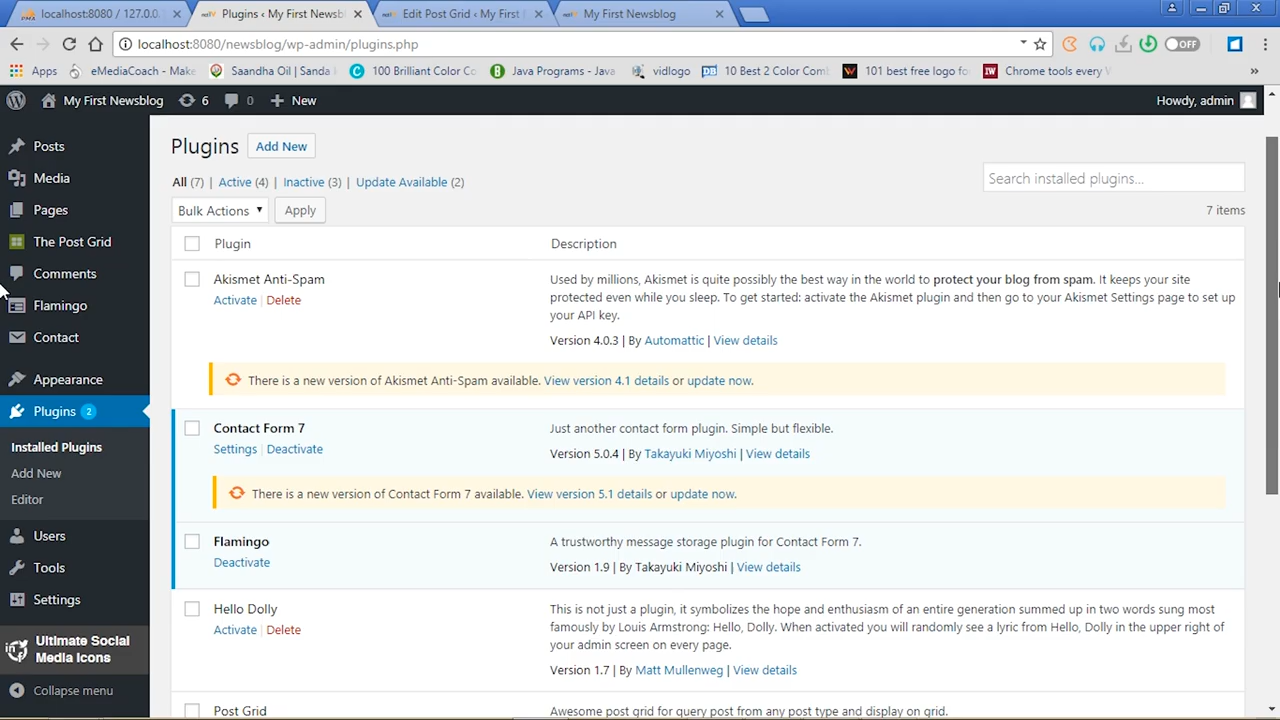 localhost:8080 / 127.0.0.
Plugins ‹ My First Newsbl
Edit Post Grid ‹ My First
My First Newsblog
localhost:8080/newsblog/wp-admin/plugins.php
OFF
Apps
eMediaCoach - Make
Saandha Oil | Sanda
100 Brilliant Color Co
Java Programs - Java
vidlogo
10 Best 2 Color Comb
101 best free logo fo
Chrome tools every W
»
My First Newsblog
6
0
New
Howdy, admin
Posts
Media
Pages
The Post Grid
Comments
Flamingo
Contact
Appearance
Plugins 2
Installed Plugins
Add New
Editor
Users
Tools
Settings
Ultimate Social
Media Icons
Collapse menu
Plugins Add New
All (7) | Active (4) | Inactive (3) | Update Available (2)
Search installed plugins...
Bulk Actions Apply
7 items
Plugin Description
Akismet Anti-Spam
Activate | Delete
Used by millions, Akismet is quite possibly the best way in the world to protect your blog from spam. It keeps your site
protected even while you sleep. To get started: activate the Akismet plugin and then go to your Akismet Settings page to set up
your API key.
Version 4.0.3 | By Automattic | View details
There is a new version of Akismet Anti-Spam available. View version 4.1 details or update now.
Contact Form 7
Settings | Deactivate
Just another contact form plugin. Simple but flexible.
Version 5.0.4 | By Takayuki Miyoshi | View details
There is a new version of Contact Form 7 available. View version 5.1 details or update now.
Flamingo
Deactivate
A trustworthy message storage plugin for Contact Form 7.
Version 1.9 | By Takayuki Miyoshi | View details
Hello Dolly
Activate | Delete
This is not just a plugin, it symbolizes the hope and enthusiasm of an entire generation summed up in two words sung most
famously by Louis Armstrong: Hello, Dolly. When activated you will randomly see a lyric from Hello, Dolly in the upper right of
your admin screen on every page.
Version 1.7 | By Matt Mullenweg | View details
Post Grid
Awesome post grid for query post from any post type and display on grid.